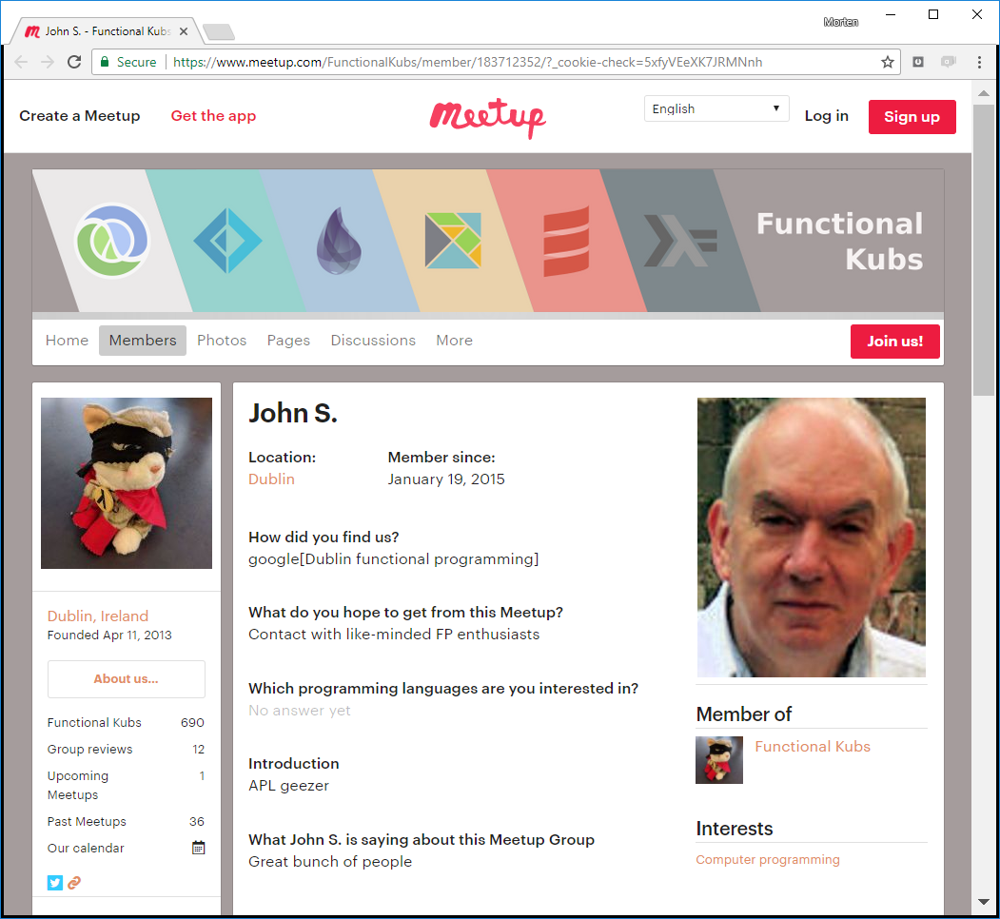 Morten
John S. - Functional Kubs
Secure
https://www.meetup.com/FunctionalKubs/member/183712352/?_cookie-check=5xfyVEeXK7JRMNnh
Create a Meetup
Get the app
Meetup
English
Log in
Sign up
Functional
Kubs
Home
Members
Photos
Pages
Discussions
More
Join us!
Dublin, Ireland
Founded Apr 11, 2013
About us...
Functional Kubs 690
Group reviews 12
Upcoming 1
Meetups
Past Meetups 36
Our calendar
John S.
Location:
Dublin
Member since:
January 19, 2015
How did you find us?
google[Dublin functional programming]
What do you hope to get from this Meetup?
Contact with like-minded FP enthusiasts
Which programming languages are you interested in?
No answer yet
Introduction
APL geezer
What John S. is saying about this Meetup Group
Great bunch of people
Member of
Functional Kubs
Interests
Computer programming